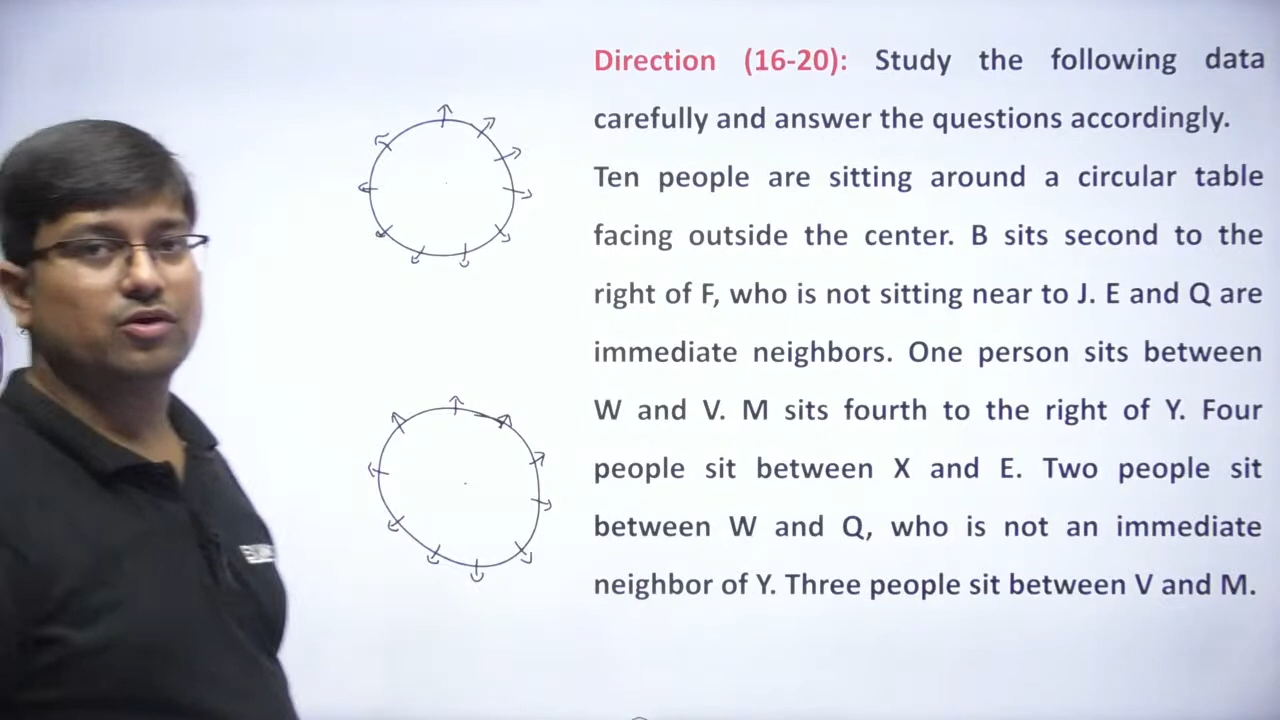 Direction (16-20): Study the following data
carefully and answer the questions accordingly.
Ten people are sitting around a circular table
facing outside the center. B sits second to the
right of F, who is not sitting near to J. E and Q are
immediate neighbors. One person sits between
W and V. M sits fourth to the right of Y. Four
people sit between X and E. Two people sit
between W and Q, who is not an immediate
neighbor of Y. Three people sit between V and M.